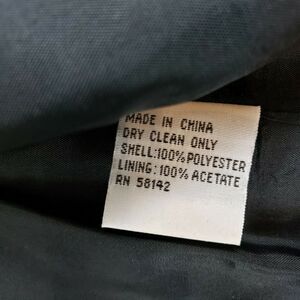 MADE IN CHINA
DRY CLEAN ONLY
SHELL:100% POLYESTER
LINING:100% ACETATE
RN 58142